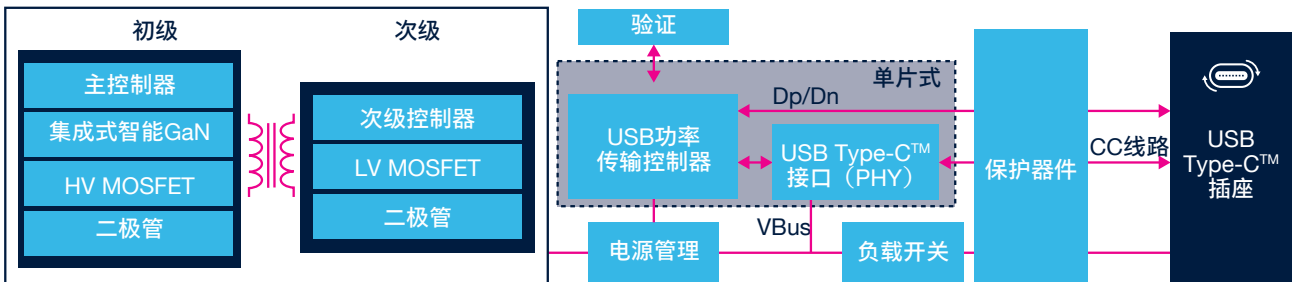 初级
主控制器
集成式智能GaN
HV MOSFET
二极管
次级
次级控制器
LV MOSFET
二极管
验证
单片式
Dp/Dn
USB功率
传输控制器
USB Type-C™
接口（PHY）
VBus
电源管理
负载开关
保护器件
CC线路
USB
Type-C™
插座